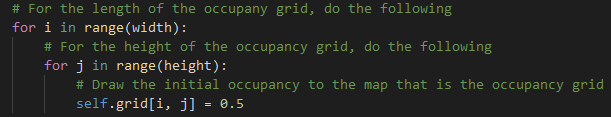 # For the length of the occupany grid, do the following
for i in range(width):
    # For the height of the occupancy grid, do the following
    for j in range(height):
        # Draw the initial occupancy to the map that is the occupancy grid
        self.grid[i, j] = 0.5